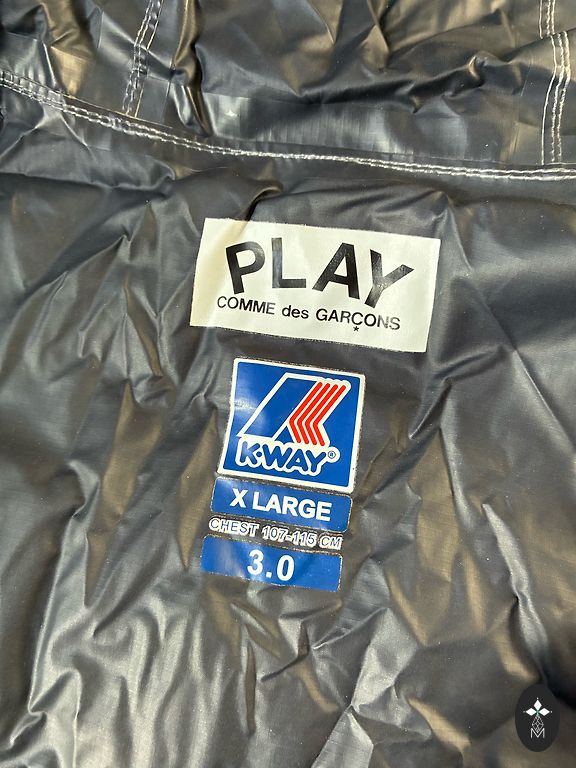 PLAY
COMME des GARÇONS
K-WAY®
X LARGE
CHEST 107-115 CM
3.0